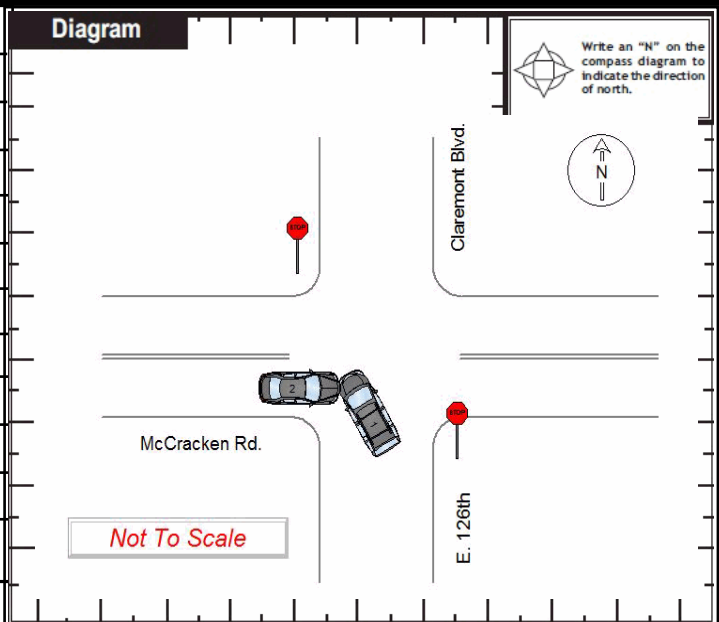 Diagram
Write an "N" on the
compass diagram to
indicate the direction
of north.
N
Claremont Blvd.
STOP
2
1
STOP
McCracken Rd.
E. 126th
Not To Scale